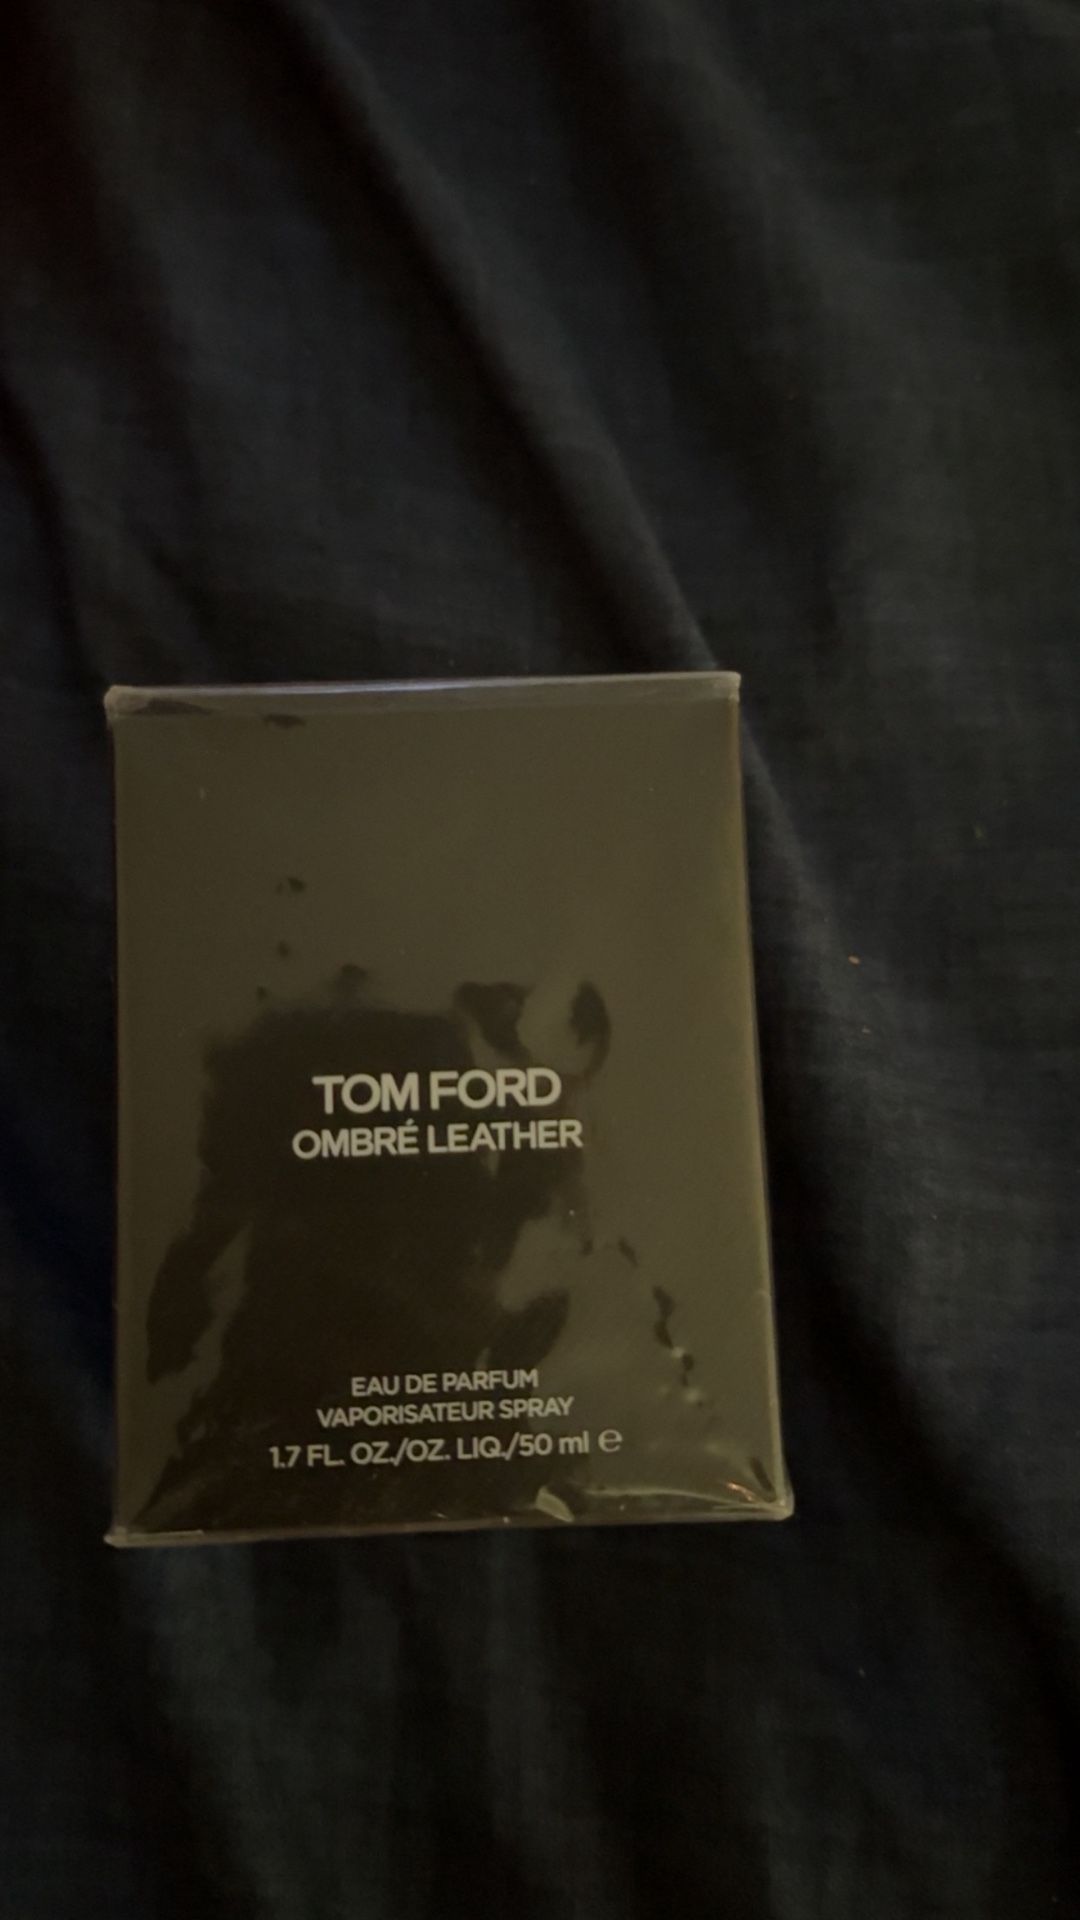 TOM FORD
OMBRÉ LEATHER
EAU DE PARFUM
VAPORISATEUR SPRAY
1.7 FL. OZ./OZ. LIQ./50 ml ℮